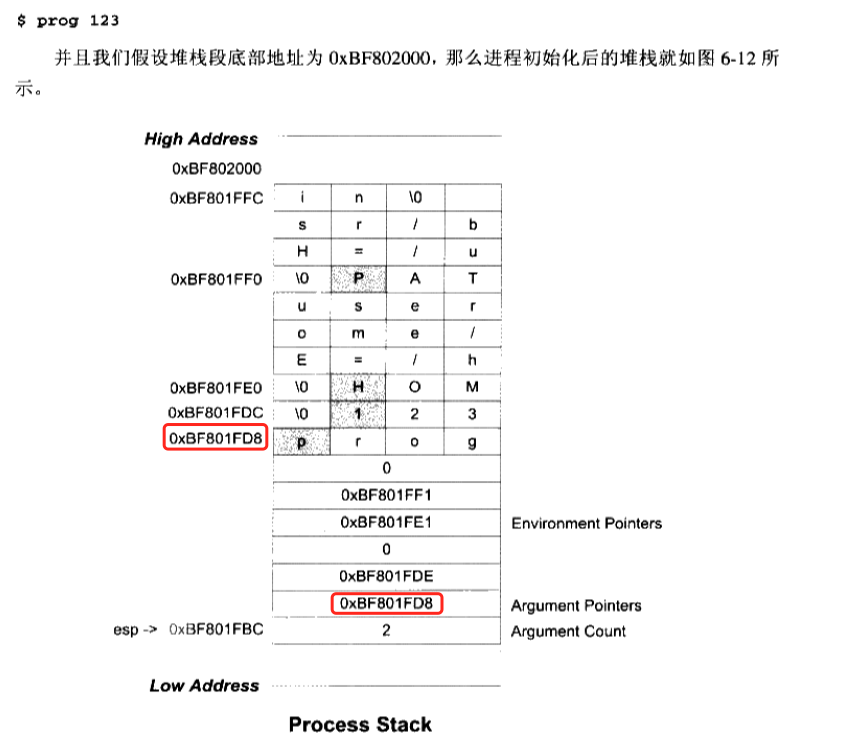 $ prog 123
并且我们假设堆栈段底部地址为 0xBF802000，那么进程初始化后的堆栈就如图 6-12 所
示。
High Address
0xBF802000
0xBF801FFC i n \0
s r / b
H = / u
0xBF801FF0 \0 P A T
u s e r
o m e /
E = / h
0xBF801FE0 \0 H O M
0xBF801FDC \0 1 2 3
0xBF801FD8 p r o g
0
0xBF801FF1
0xBF801FE1 Environment Pointers
0
0xBF801FDE
0xBF801FD8 Argument Pointers
esp -> 0xBF801FBC 2 Argument Count
Low Address
Process Stack